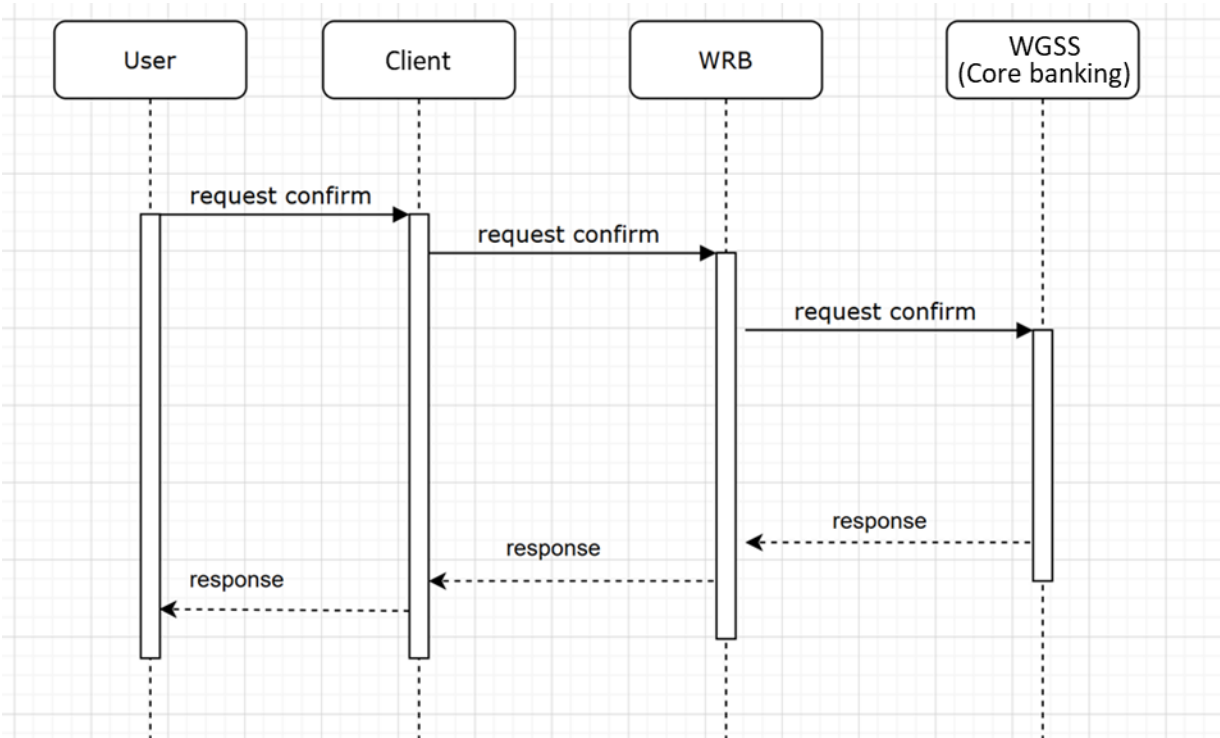 User
Client
WRB
WGSS
(Core banking)
request confirm
request confirm
request confirm
response
response
response